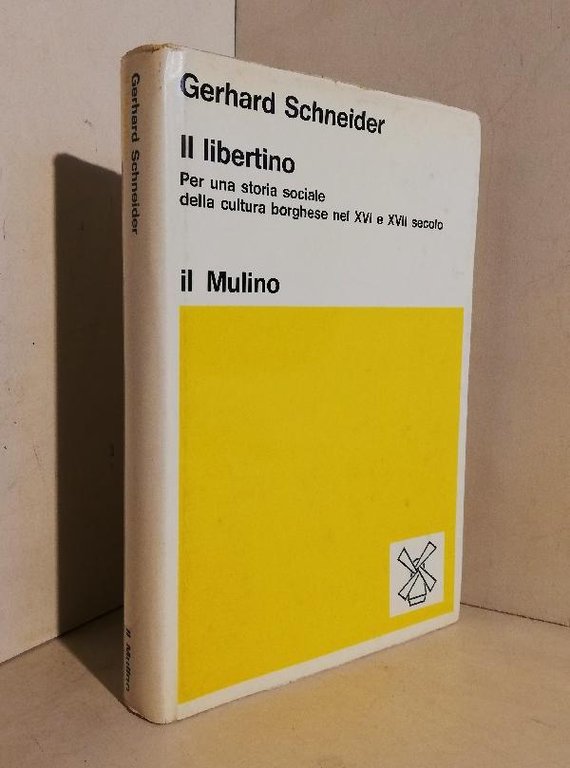 Gerhard Schneider
Il libertino
Per una storia sociale
della cultura borghese nel XVI e XVII secolo
il Mulino
Gerhard Schneider
il Mulino